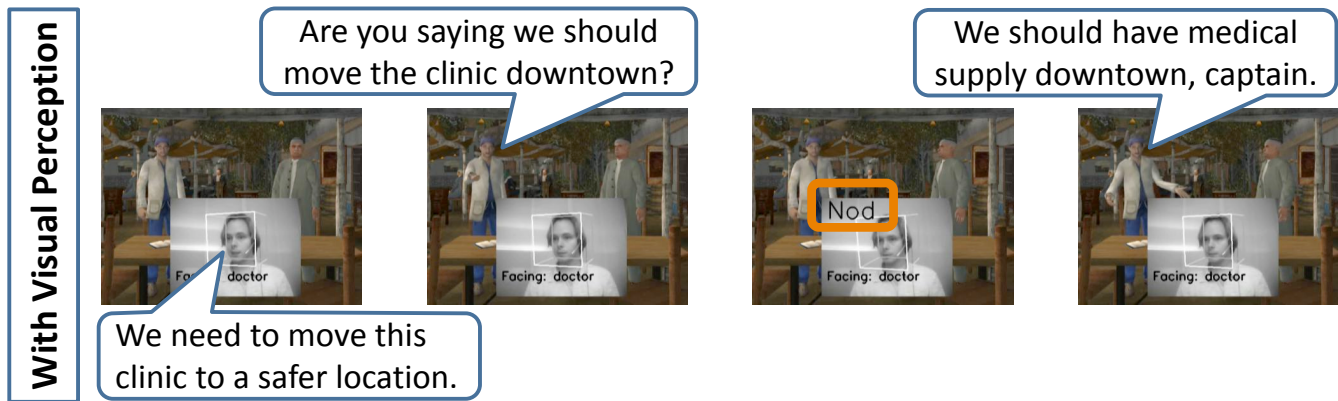 With Visual Perception
Are you saying we should
move the clinic downtown?
We should have medical
supply downtown, captain.
Nod
Facing: doctor
Facing: doctor
Facing: doctor
We need to move this
clinic to a safer location.